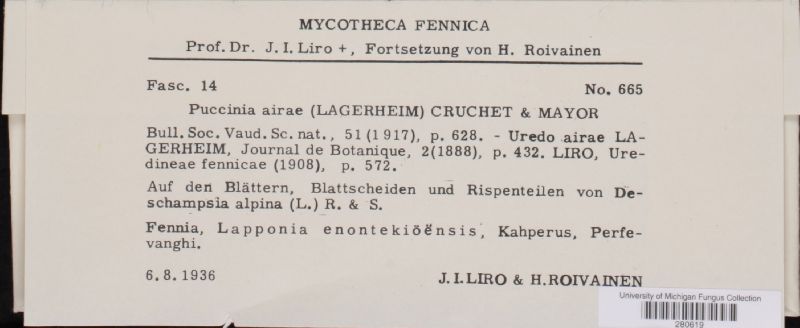 MYCOTHECA FENNICA
Prof. Dr. J. I. Liro +, Fortsetzung von H. Roivainen
Fasc. 14 No. 665
Puccinia airae (LAGERHEIM) CRUCHET & MAYOR
Bull. Soc. Vaud. Sc. nat., 51 (1917), p. 628. - Uredo airae LA-
GERHEIM, Journal de Botanique, 2(1888), p. 432. LIRO, Ure-
dineae fennicae (1908), p. 572.
Auf den Blättern, Blattscheiden und Rispenteilen von De-
schampsia alpina (L.) R. & S.
Fennia, Lapponia enontekiöënsis, Kahperus, Perfe-
vanghi.
6. 8. 1936 J. I. LIRO & H. ROIVAINEN
University of Michigan Fungus Collection
280619